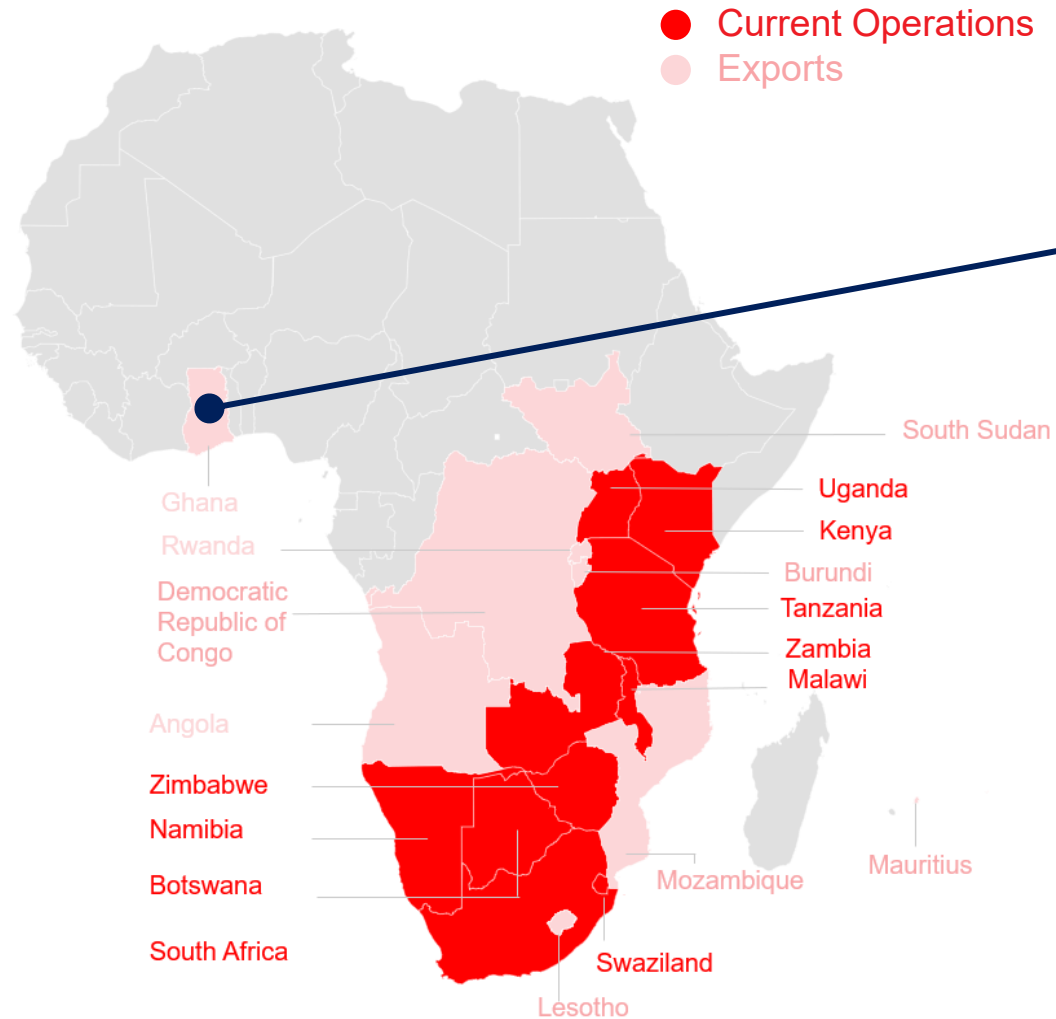 Current Operations
Exports
South Sudan
Uganda
Ghana
Kenya
Rwanda
Burundi
Democratic
Republic of
Congo
Tanzania
Zambia
Malawi
Angola
Zimbabwe
Namibia
Mauritius
Mozambique
Botswana
South Africa
Swaziland
Lesotho